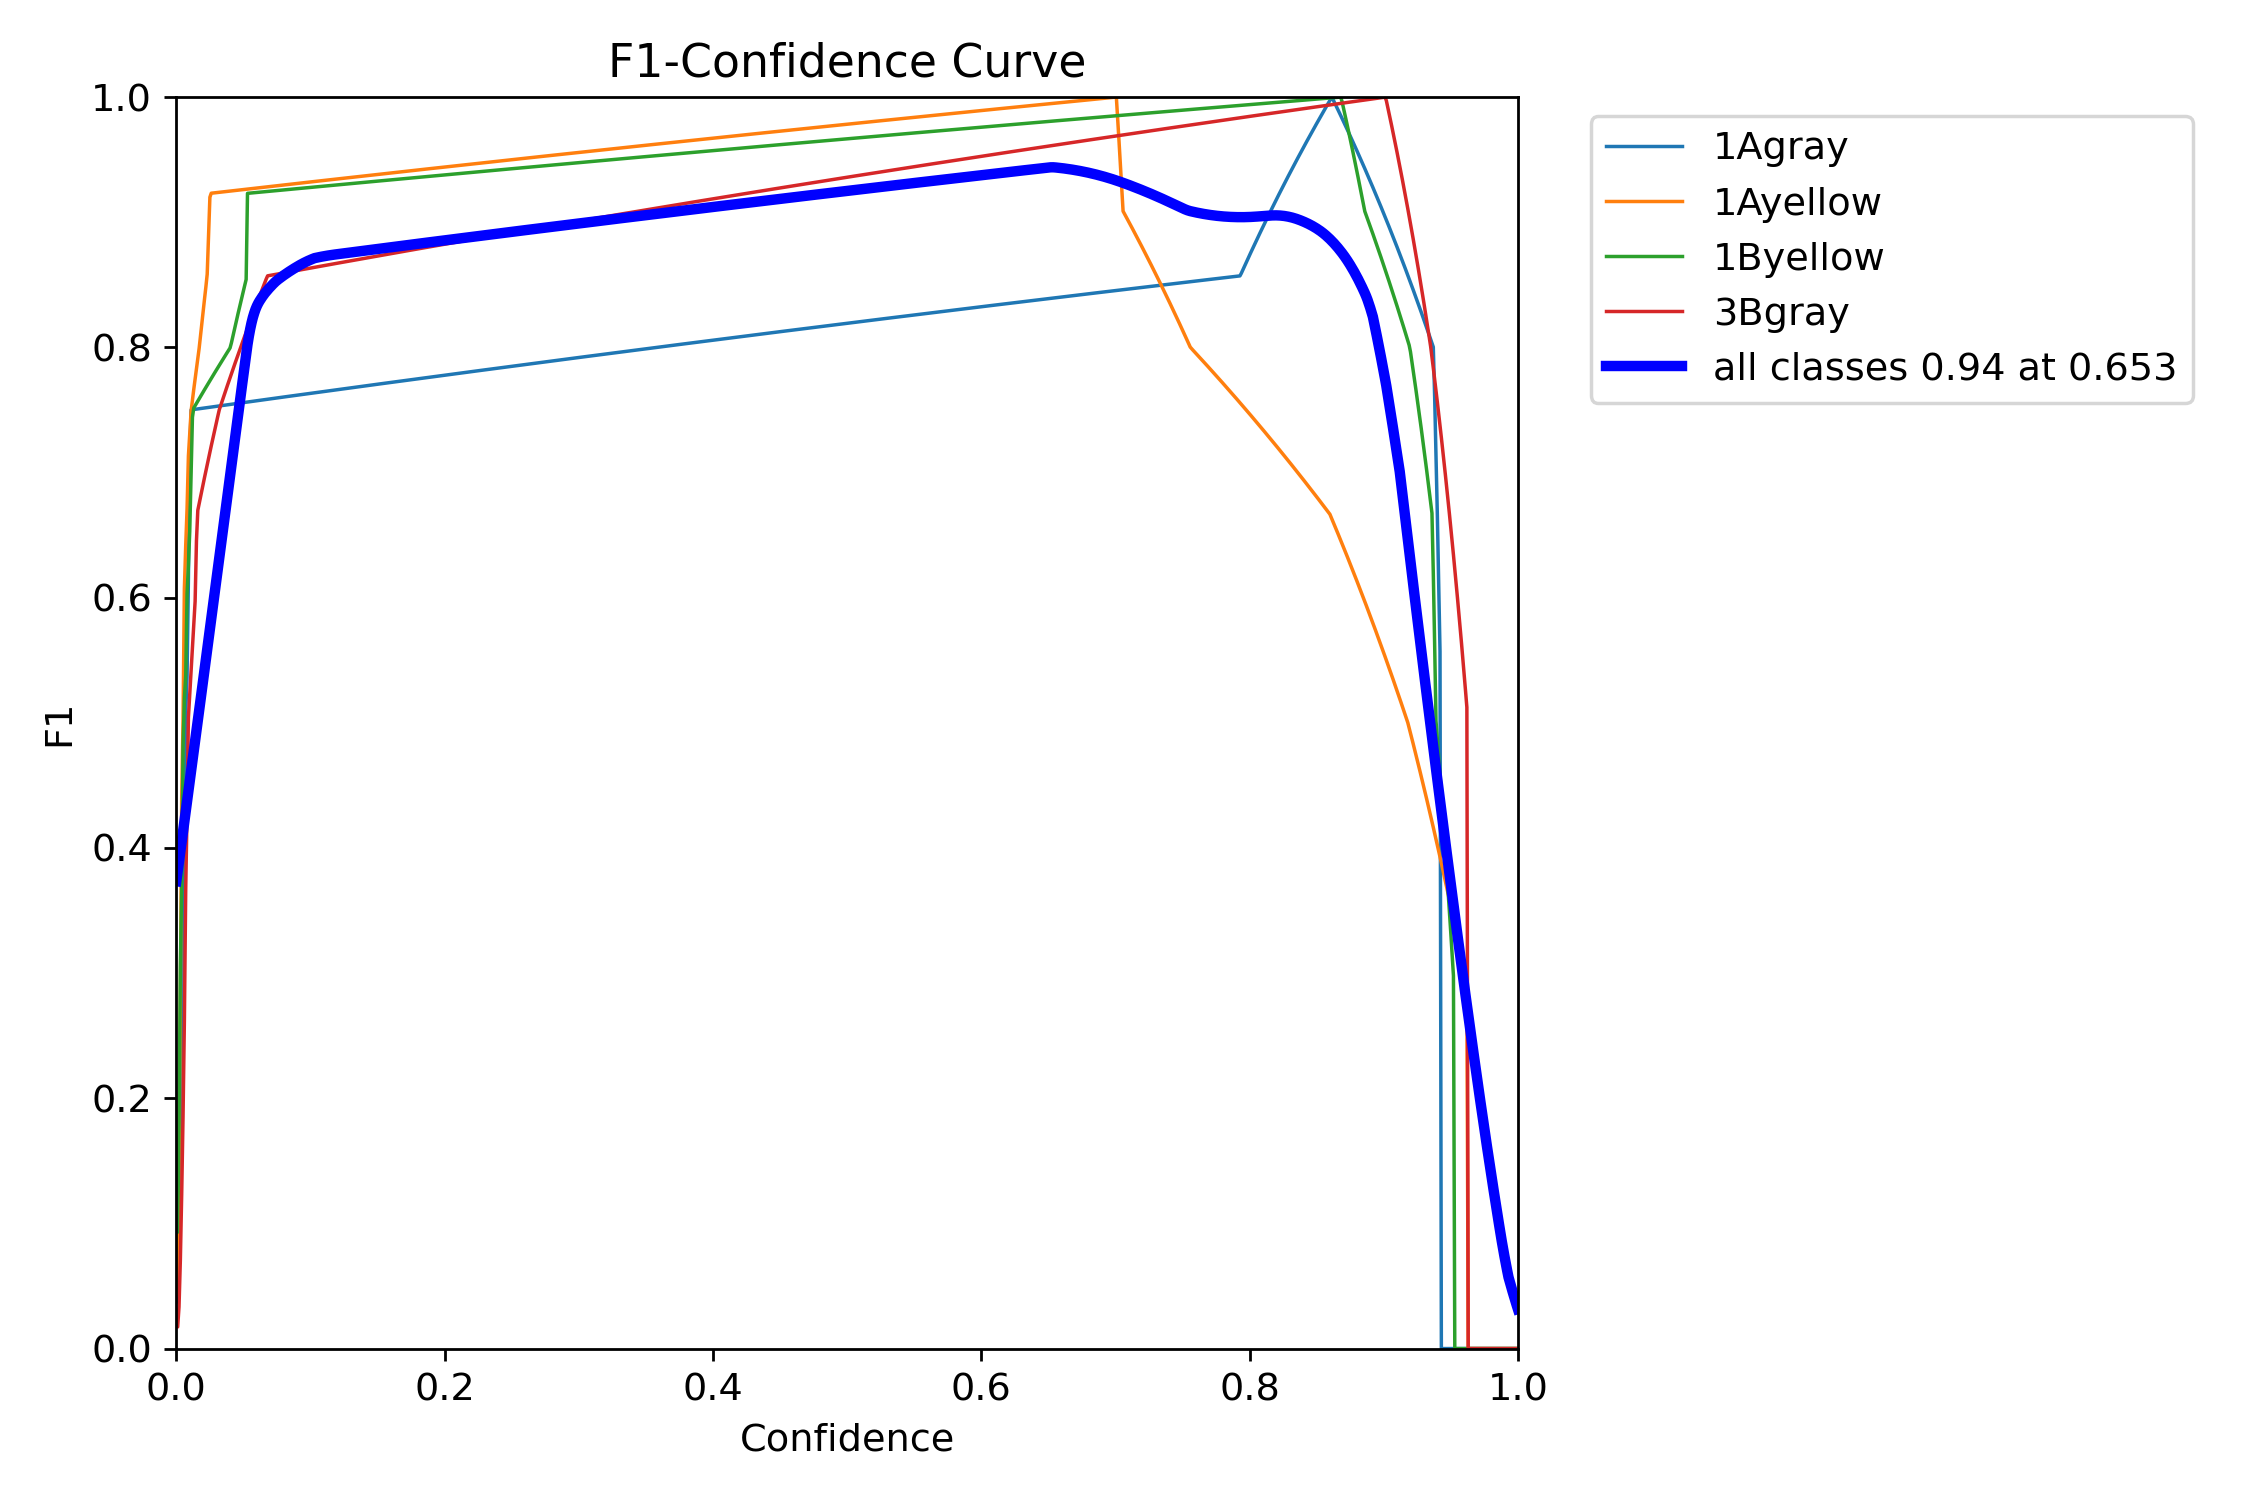 F1-Confidence Curve
1.0
0.8
0.6
0.4
0.2
0.0
F1
0.0 0.2 0.4 0.6 0.8 1.0
Confidence
1Agray
1Ayellow
1Byellow
3Bgray
all classes 0.94 at 0.653